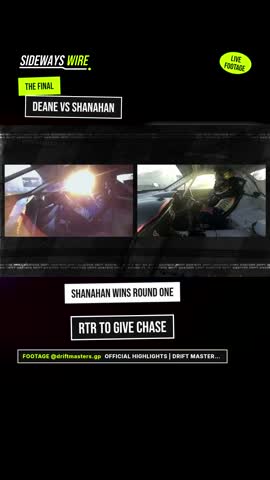 SIDEWAYS WIRE.
LIVE
FOOTAGE
THE FINAL
DEANE VS SHANAHAN
SHANAHAN WINS ROUND ONE
RTR TO GIVE CHASE
FOOTAGE @driftmasters.gp OFFICIAL HIGHLIGHTS | DRIFT MASTER...